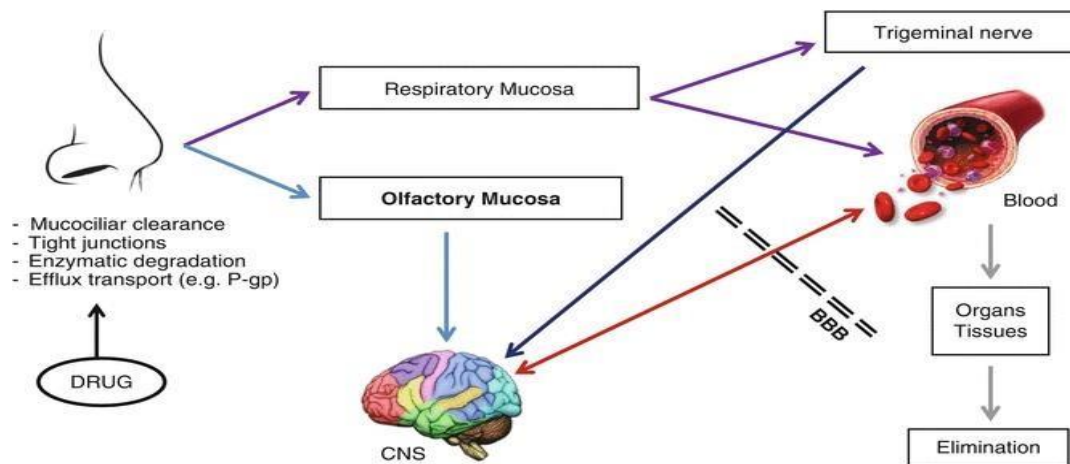 Trigeminal nerve
Respiratory Mucosa
Olfactory Mucosa
Blood
- Mucociliar clearance
- Tight junctions
- Enzymatic degradation
- Efflux transport (e.g. P-gp)
BBB
Organs
Tissues
DRUG
CNS
Elimination